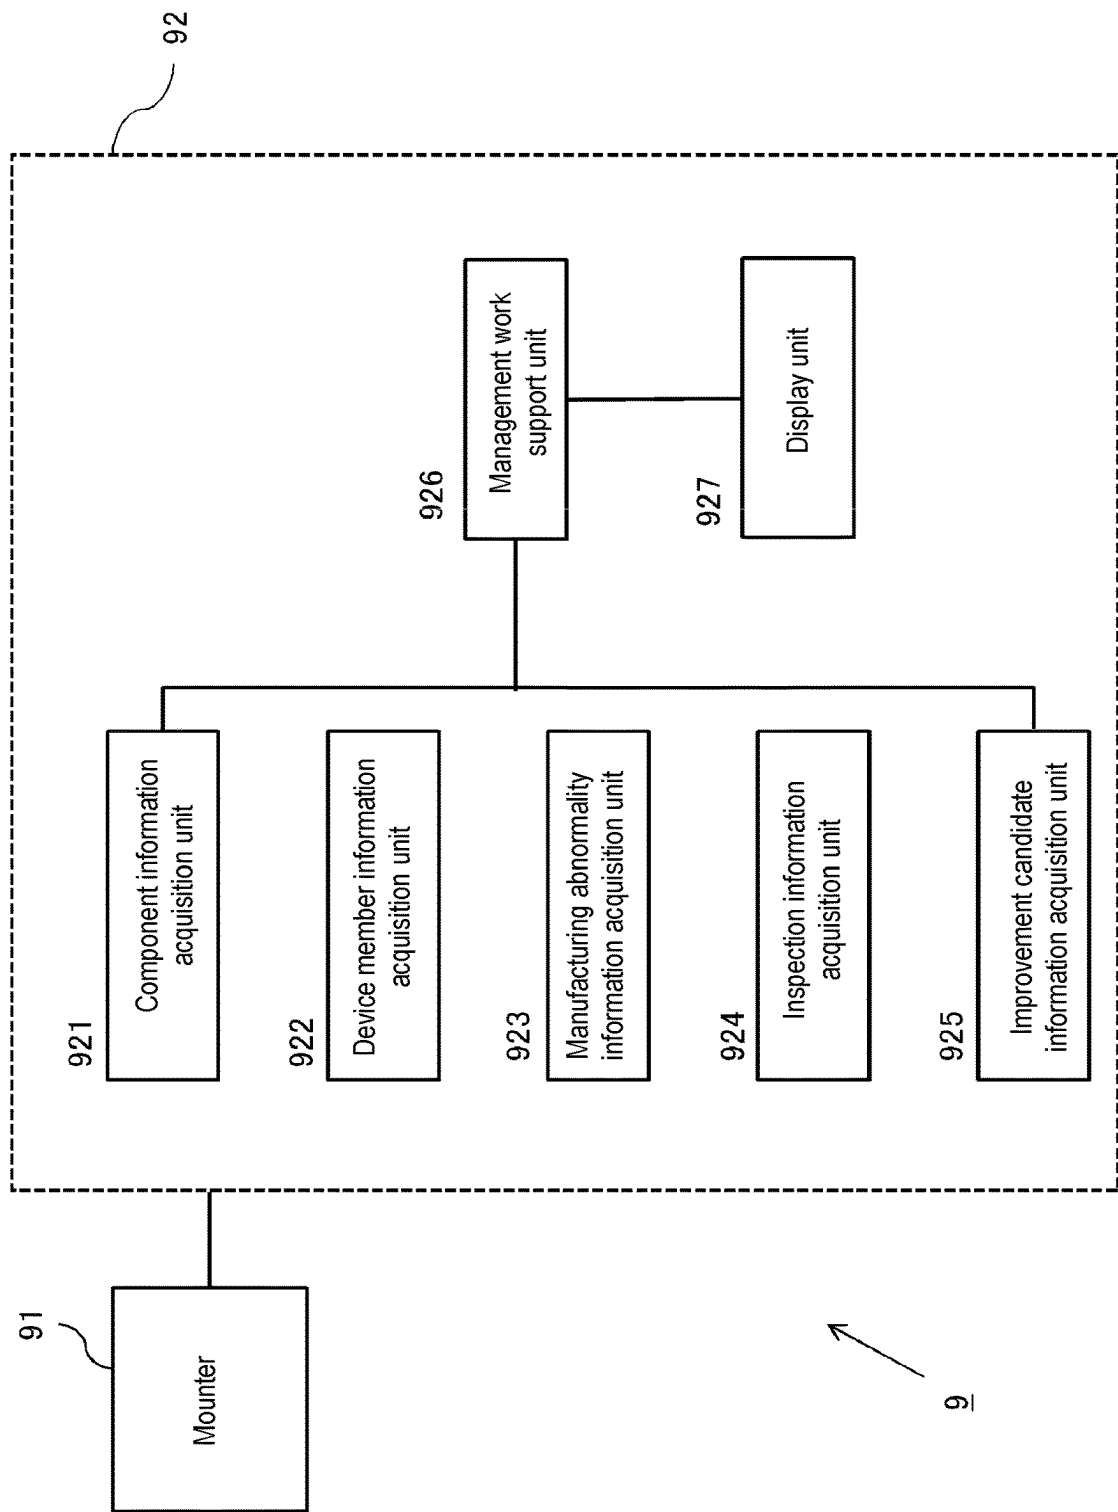 92
91
Mounter
921
Component information
acquisition unit
922
Device member information
acquisition unit
923
Manufacturing abnormality
information acquisition unit
924
Inspection information
acquisition unit
925
Improvement candidate
information acquisition unit
926
Management work
support unit
927
Display unit
9